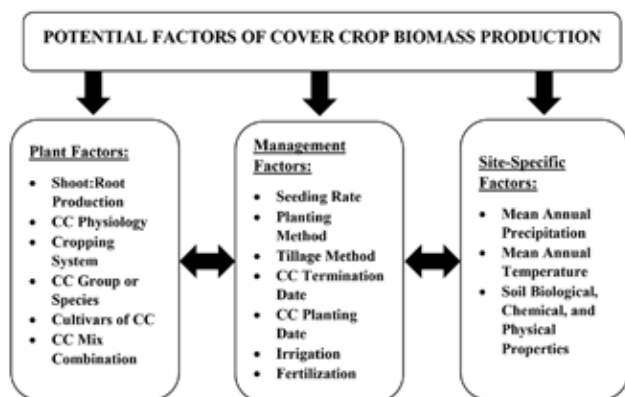 POTENTIAL FACTORS OF COVER CROP BIOMASS PRODUCTION
Plant Factors:
• Shoot:Root
Production
• CC Physiology
• Cropping
System
• CC Group or
Species
• Cultivars of CC
• CC Mix
Combination
Management
Factors:
• Seeding Rate
• Planting
Method
• Tillage Method
• CC Termination
Date
• CC Planting
Date
• Irrigation
• Fertilization
Site-Specific
Factors:
• Mean Annual
Precipitation
• Mean Annual
Temperature
• Soil Biological,
Chemical, and
Physical
Properties